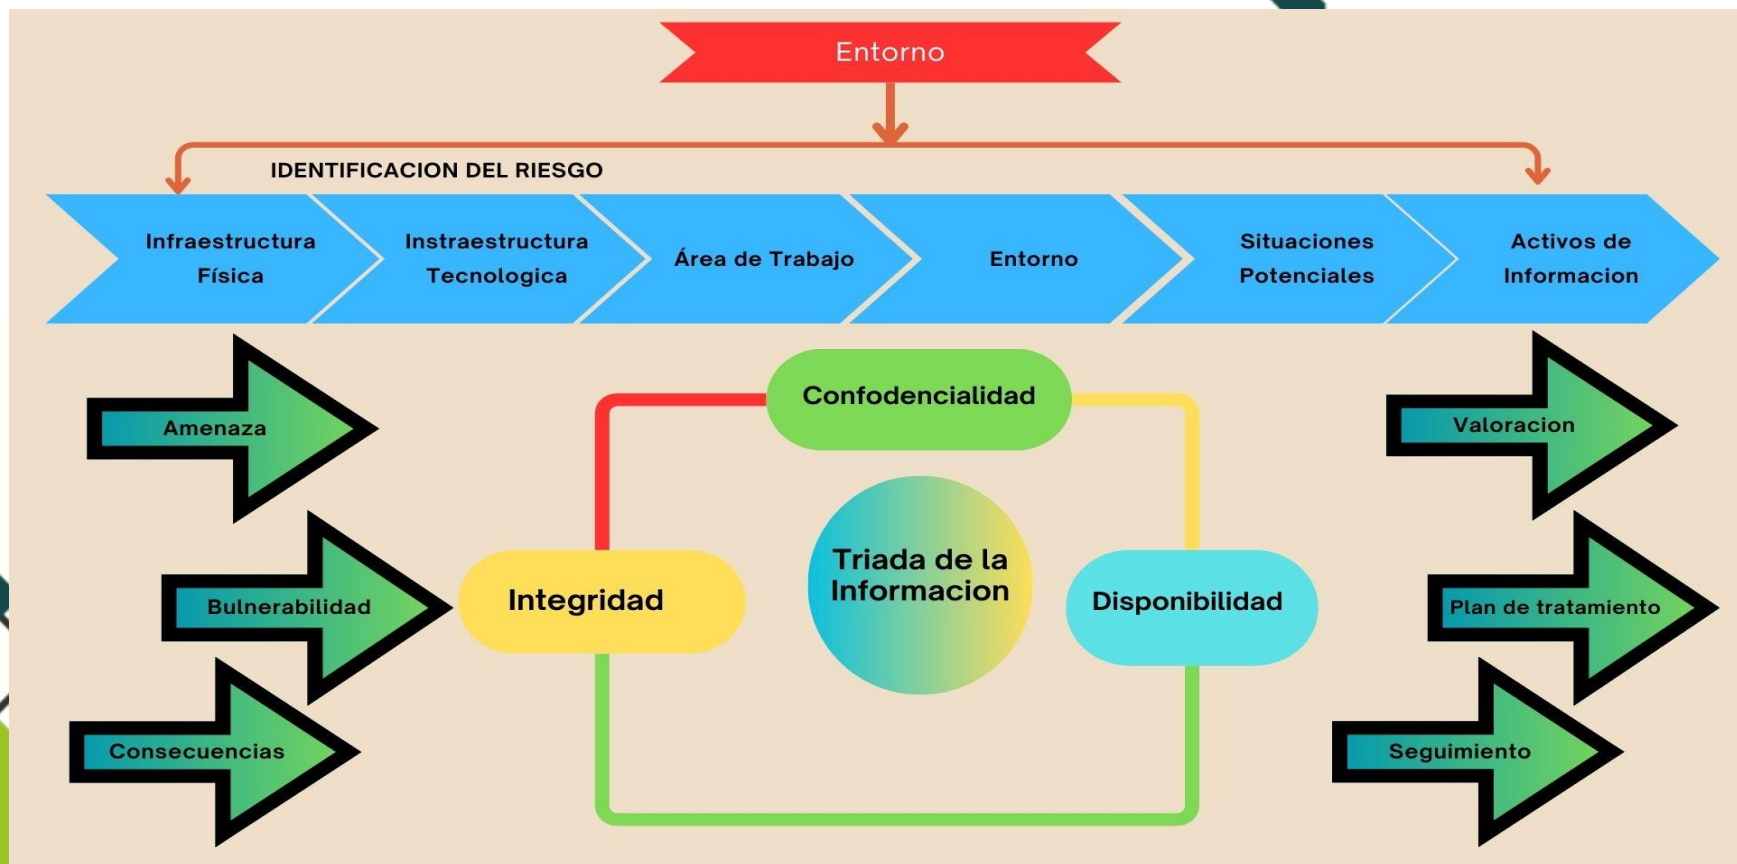 Entorno
IDENTIFICACION DEL RIESGO
Infraestructura
Física
Instraestructura
Tecnologica
Área de Trabajo
Entorno
Situaciones
Potenciales
Activos de
Informacion
Amenaza
Bulnerabilidad
Consecuencias
Confodencialidad
Integridad
Triada de la
Informacion
Disponibilidad
Valoracion
Plan de tratamiento
Seguimiento